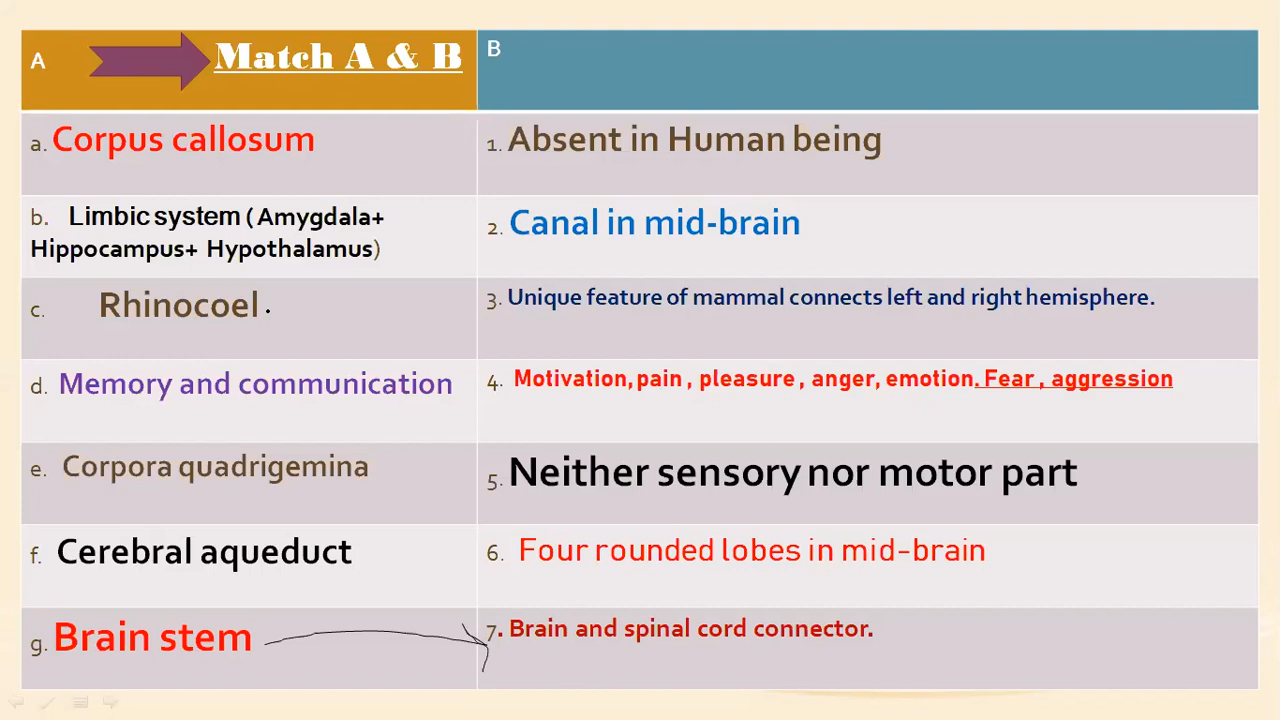 A Match A & B B
a. Corpus callosum 1. Absent in Human being
b. Limbic system ( Amygdala+
Hippocampus+ Hypothalamus) 2. Canal in mid-brain
c. Rhinocoel 3. Unique feature of mammal connects left and right hemisphere.
d. Memory and communication 4. Motivation, pain , pleasure , anger, emotion. Fear , aggression
e. Corpora quadrigemina 5. Neither sensory nor motor part
f. Cerebral aqueduct 6. Four rounded lobes in mid-brain
g. Brain stem 7. Brain and spinal cord connector.